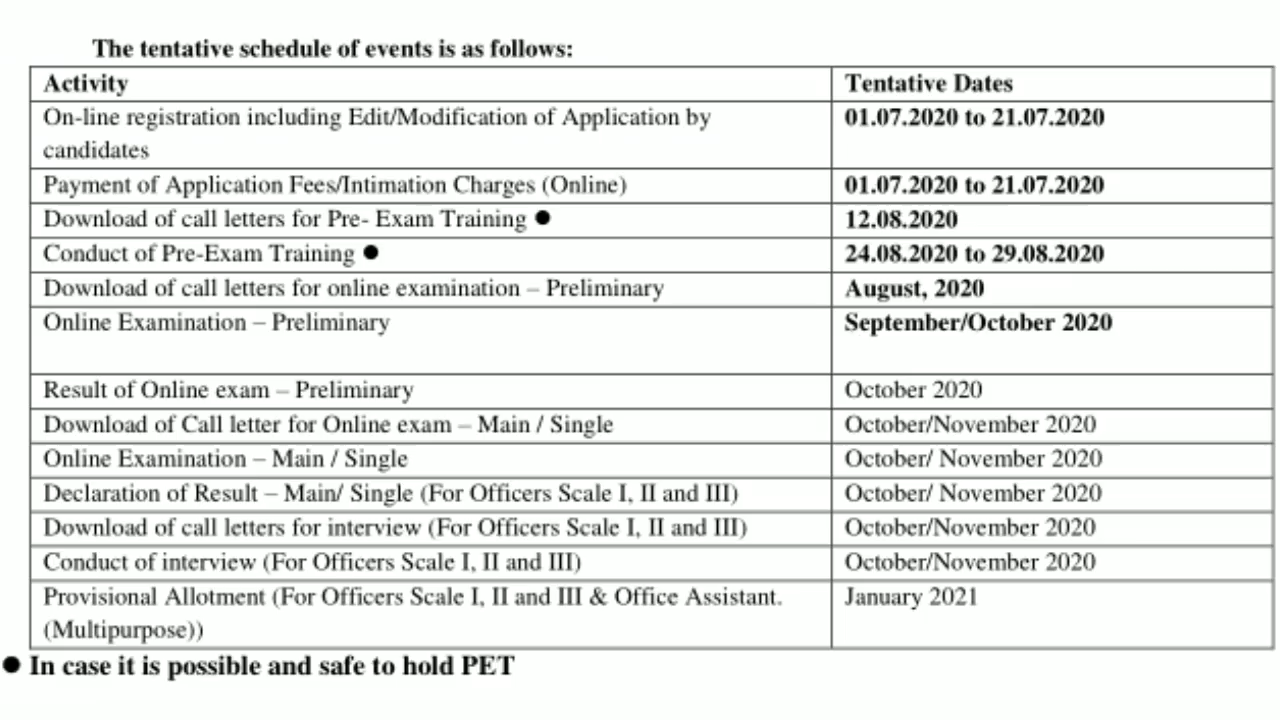 The tentative schedule of events is as follows:
Activity Tentative Dates
On-line registration including Edit/Modification of Application by 01.07.2020 to 21.07.2020
candidates
Payment of Application Fees/Intimation Charges (Online) 01.07.2020 to 21.07.2020
Download of call letters for Pre- Exam Training ● 12.08.2020
Conduct of Pre-Exam Training ● 24.08.2020 to 29.08.2020
Download of call letters for online examination – Preliminary August, 2020
Online Examination – Preliminary September/October 2020
Result of Online exam – Preliminary October 2020
Download of Call letter for Online exam – Main / Single October/November 2020
Online Examination – Main / Single October/ November 2020
Declaration of Result – Main/ Single (For Officers Scale I, II and III) October/ November 2020
Download of call letters for interview (For Officers Scale I, II and III) October/November 2020
Conduct of interview (For Officers Scale I, II and III) October/November 2020
Provisional Allotment (For Officers Scale I, II and III & Office Assistant. January 2021
(Multipurpose))
● In case it is possible and safe to hold PET